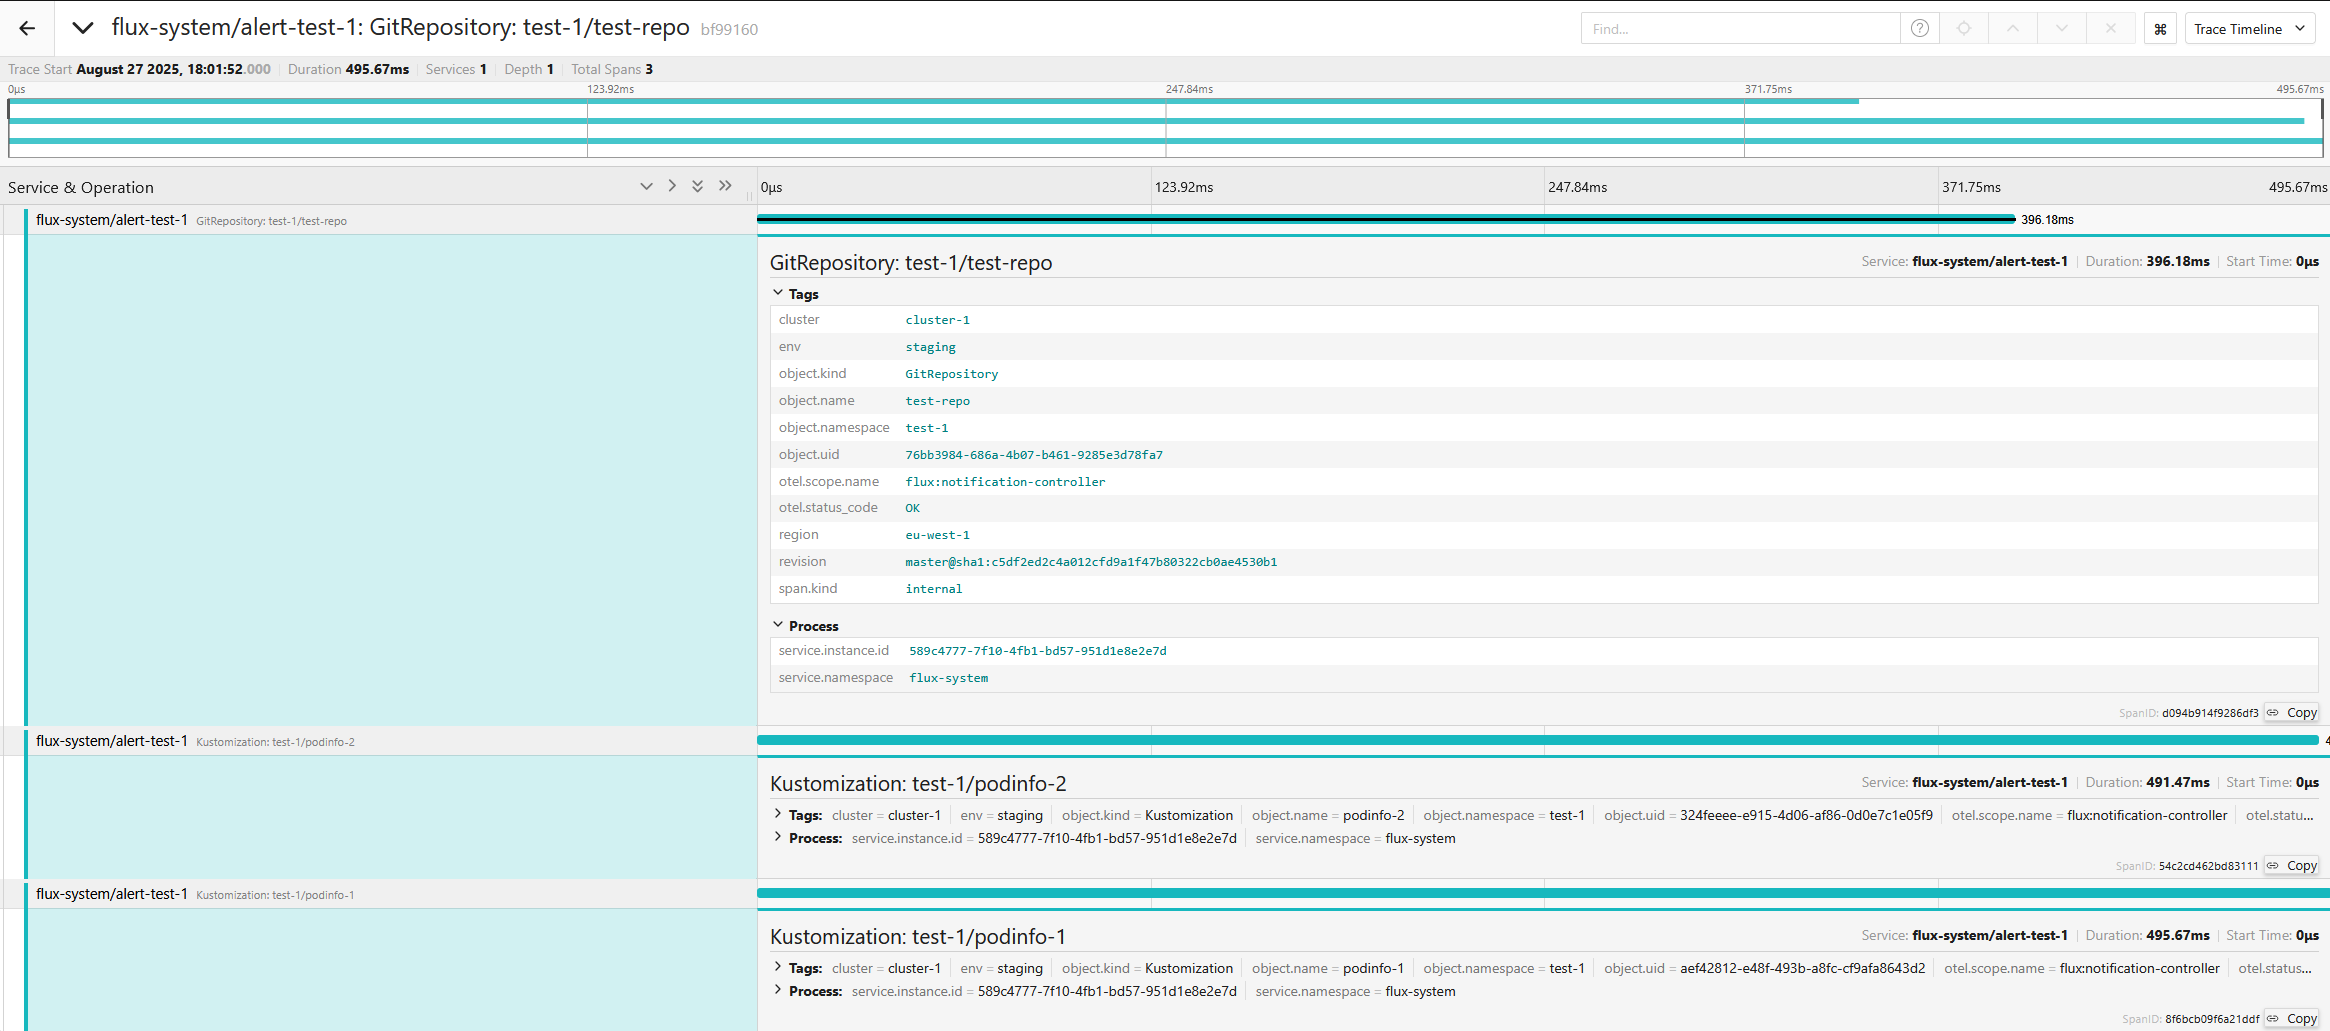 flux-system/alert-test-1: GitRepository: test-1/test-repo bf99160
Find...
Trace Timeline
Trace Start August 27 2025, 18:01:52.000 Duration 495.67ms Services 1 Depth 1 Total Spans 3
0μs 123.92ms 247.84ms 371.75ms 495.67ms
Service & Operation
0μs 123.92ms 247.84ms 371.75ms 495.67ms
flux-system/alert-test-1 GitRepository: test-1/test-repo 396.18ms
GitRepository: test-1/test-repo Service: flux-system/alert-test-1 Duration: 396.18ms Start Time: 0μs
Tags
cluster cluster-1
env staging
object.kind GitRepository
object.name test-repo
object.namespace test-1
object.uid 76bb3984-686a-4b07-b461-9285e3d78fa7
otel.scope.name flux:notification-controller
otel.status_code OK
region eu-west-1
revision master@sha1:c5df2ed2c4a012cfd9a1f47b80322cb0ae4530b1
span.kind internal
Process
service.instance.id 589c4777-7f10-4fb1-bd57-951d1e8e2e7d
service.namespace flux-system
SpanID: d094b914f9286df3 Copy
flux-system/alert-test-1 Kustomization: test-1/podinfo-2 4
Kustomization: test-1/podinfo-2 Service: flux-system/alert-test-1 Duration: 491.47ms Start Time: 0μs
Tags: cluster = cluster-1 env = staging object.kind = Kustomization object.name = podinfo-2 object.namespace = test-1 object.uid = 324feeee-e915-4d06-af86-0d0e7c1e05f9 otel.scope.name = flux:notification-controller otel.statu...
Process: service.instance.id = 589c4777-7f10-4fb1-bd57-951d1e8e2e7d service.namespace = flux-system
SpanID: 54c2cd462bd83111 Copy
flux-system/alert-test-1 Kustomization: test-1/podinfo-1
Kustomization: test-1/podinfo-1 Service: flux-system/alert-test-1 Duration: 495.67ms Start Time: 0μs
Tags: cluster = cluster-1 env = staging object.kind = Kustomization object.name = podinfo-1 object.namespace = test-1 object.uid = aef42812-e48f-493b-a8fc-cf9afa8643d2 otel.scope.name = flux:notification-controller otel.status...
Process: service.instance.id = 589c4777-7f10-4fb1-bd57-951d1e8e2e7d service.namespace = flux-system
SpanID: 8f6bcb09f6a21ddf Copy